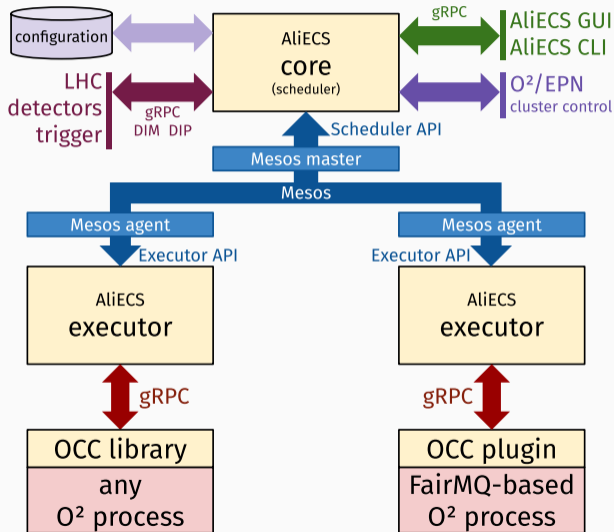 configuration
AliECS
core
(scheduler)
gRPC
AliECS GUI
AliECS CLI
LHC
detectors
trigger
gRPC
DIM DIP
O²/EPN
cluster control
Scheduler API
Mesos master
Mesos
Mesos agent
Mesos agent
Executor API
Executor API
AliECS
executor
AliECS
executor
gRPC
gRPC
OCC library
any
O² process
OCC plugin
FairMQ-based
O² process